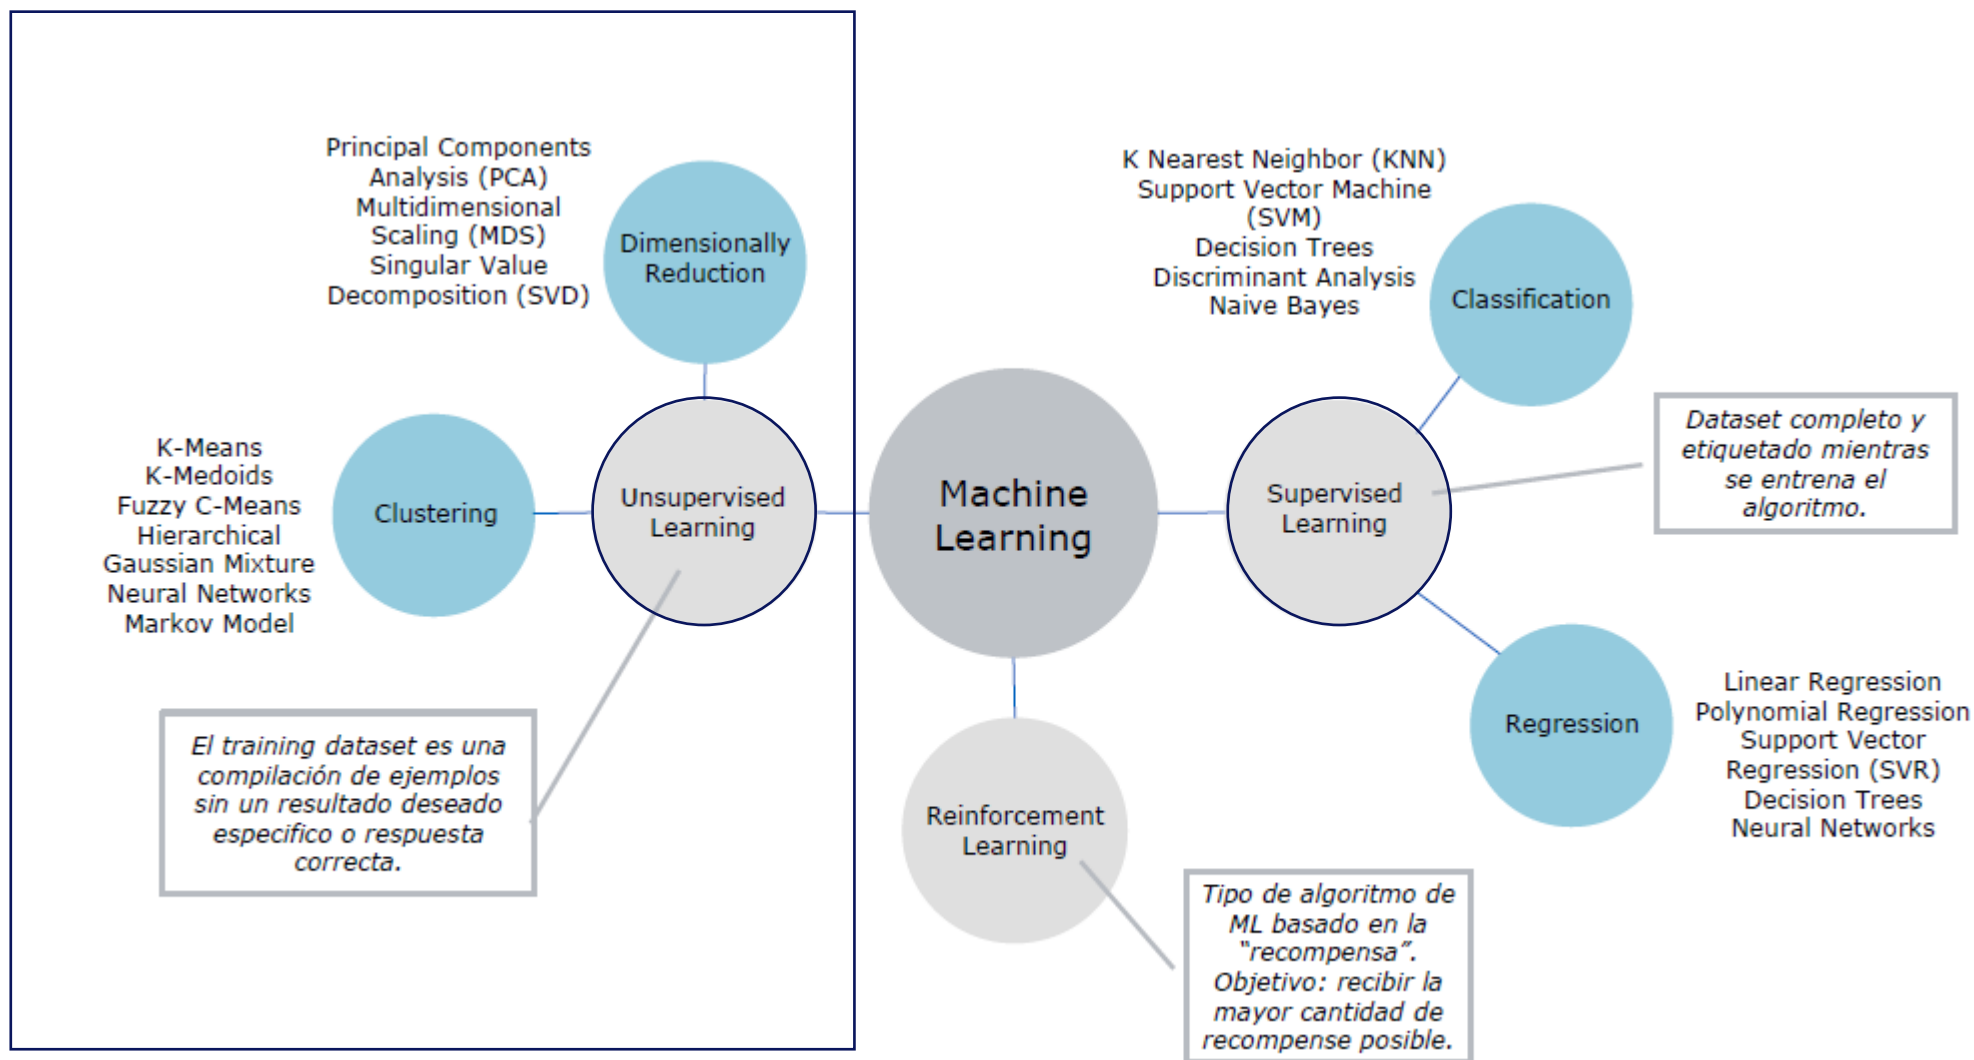 Principal Components
Analysis (PCA)
Multidimensional
Scaling (MDS)
Singular Value
Decomposition (SVD)
Dimensionally
Reduction
K-Means
K-Medoids
Fuzzy C-Means
Hierarchical
Gaussian Mixture
Neural Networks
Markov Model
Clustering
Unsupervised
Learning
El training dataset es una
compilación de ejemplos
sin un resultado deseado
especifico o respuesta
correcta.
Machine
Learning
Reinforcement
Learning
Tipo de algoritmo de
ML basado en la
“recompensa”.
Objetivo: recibir la
mayor cantidad de
recompense posible.
K Nearest Neighbor (KNN)
Support Vector Machine
(SVM)
Decision Trees
Discriminant Analysis
Naive Bayes
Classification
Supervised
Learning
Dataset completo y
etiquetado mientras
se entrena el
algoritmo.
Regression
Linear Regression
Polynomial Regression
Support Vector
Regression (SVR)
Decision Trees
Neural Networks